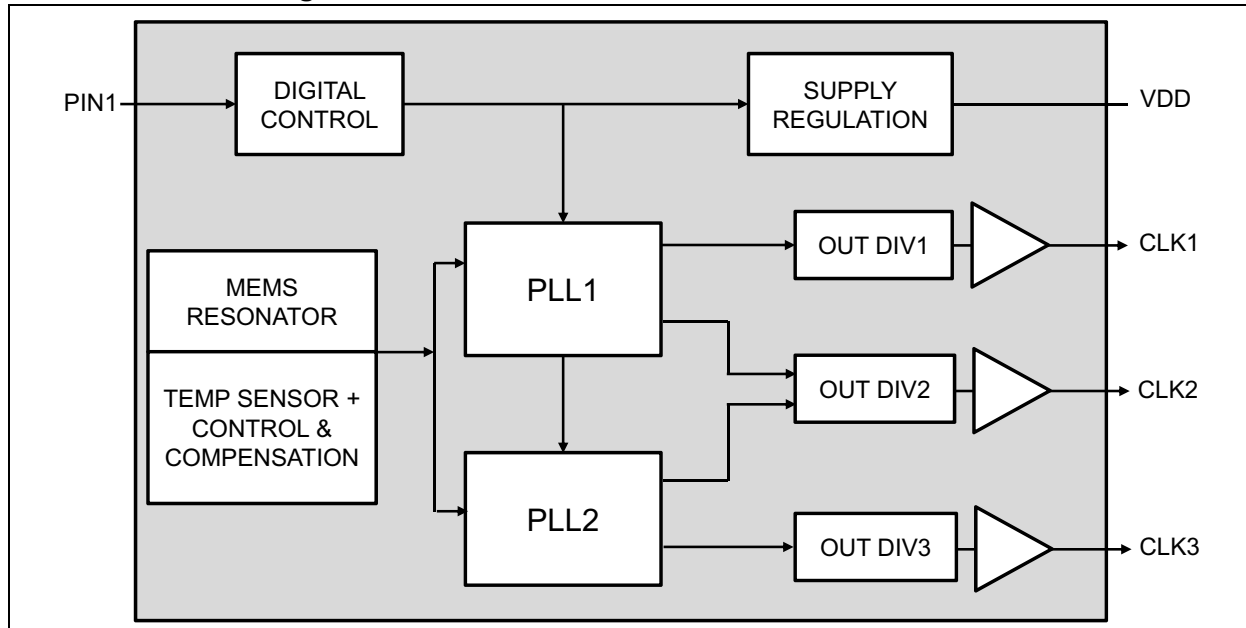 PIN1
DIGITAL
CONTROL
SUPPLY
REGULATION
VDD
MEMS
RESONATOR
TEMP SENSOR +
CONTROL &
COMPENSATION
PLL1
PLL2
OUT DIV1
CLK1
OUT DIV2
CLK2
OUT DIV3
CLK3